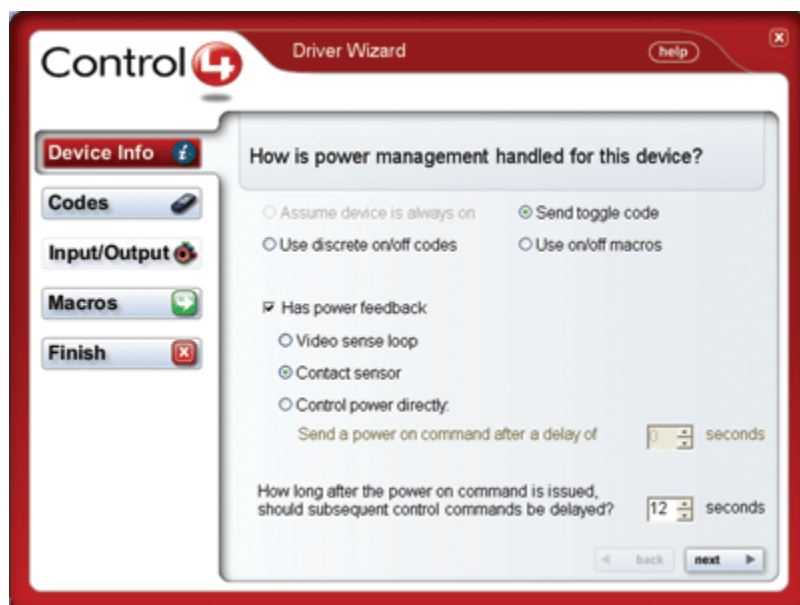 Control4
Driver Wizard
help
Device Info
Codes
Input/Output
Macros
Finish
How is power management handled for this device?
Assume device is always on
Send toggle code
Use discrete on/off codes
Use on/off macros
Has power feedback
Video sense loop
Contact sensor
Control power directly:
Send a power on command after a delay of 0 seconds
How long after the power on command is issued,
should subsequent control commands be delayed? 12 seconds
back
next